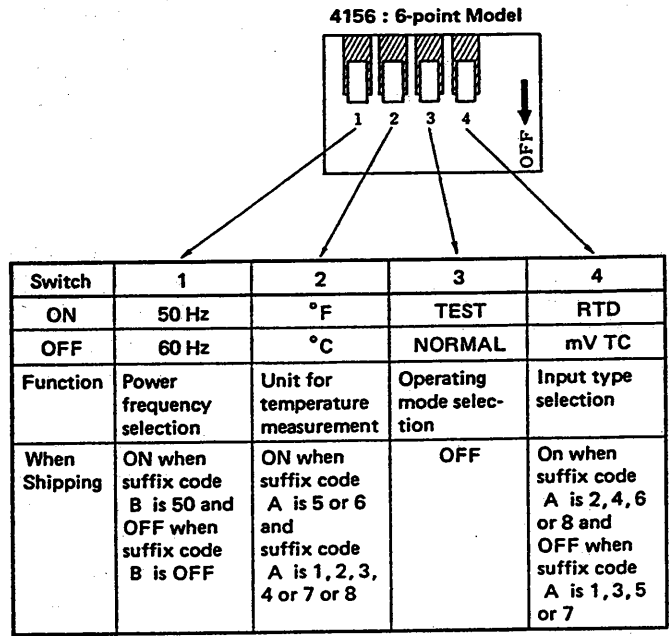 4156 : 6-point Model
1 2 3 4
OFF
Switch 1 2 3 4
ON 50 Hz °F TEST RTD
OFF 60 Hz °C NORMAL mV TC
Function
Power
frequency
selection
Unit for
temperature
measurement
Operating
mode selec-
tion
Input type
selection
When
Shipping
ON when
suffix code
B is 50 and
OFF when
suffix code
B is OFF
ON when
suffix code
A is 5 or 6
and
suffix code
A is 1, 2, 3,
4 or 7 or 8
OFF
On when
suffix code
A is 2, 4, 6
or 8 and
OFF when
suffix code
A is 1, 3, 5
or 7